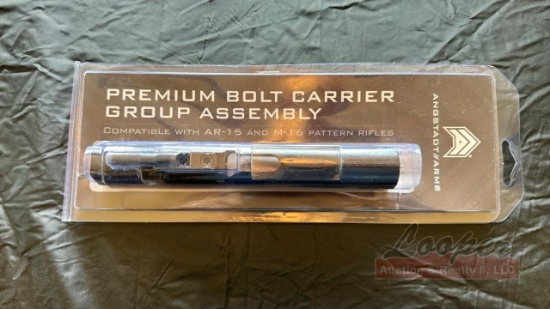 PREMIUM BOLT CARRIER
GROUP ASSEMBLY
COMPATIBLE WITH AR-15 AND M-16 PATTERN RIFLES
ANGSTADT//ARMS
Looper
Auction & Realty II, LLC